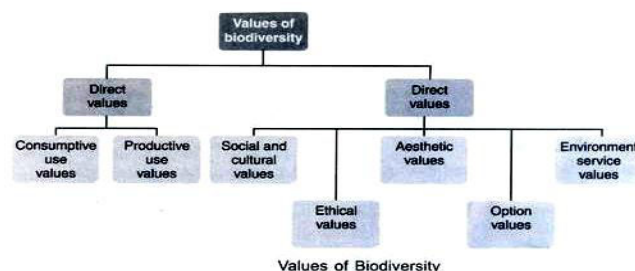 Values of
biodiversity
Direct
values
Direct
values
Consumptive
use
values
Productive
use
values
Social and
cultural
values
Aesthetic
values
Environment
service
values
Ethical
values
Option
values
Values of Biodiversity